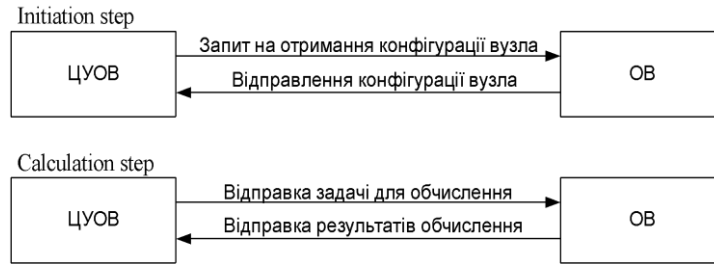 Initiation step
Запит на отримання конфігурації вузла
ЦУОВ
ОВ
Відправлення конфігурації вузла
Calculation step
Відправка задачі для обчислення
ЦУОВ
ОВ
Відправка результатів обчислення